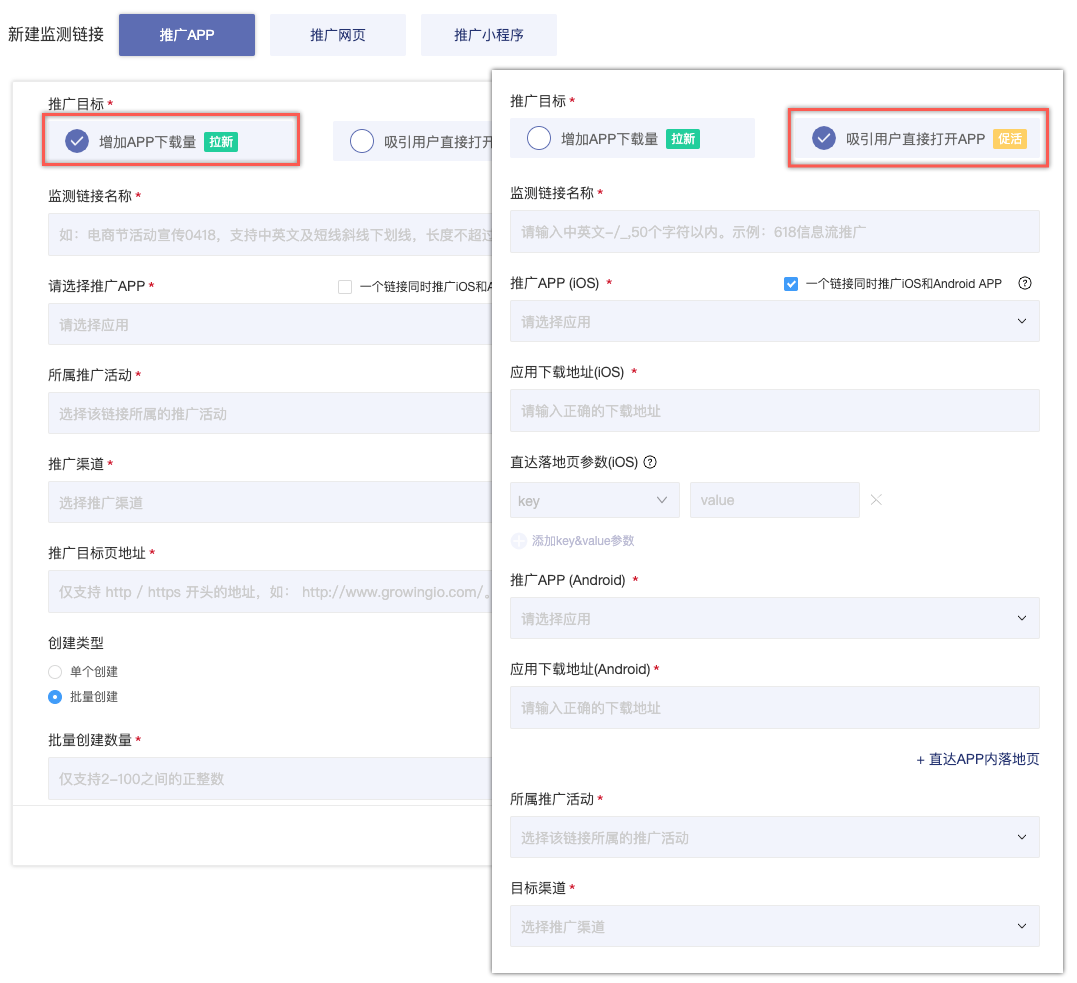 新建监测链接
推广APP
推广网页
推广小程序
推广目标 *
增加APP下载量 拉新
吸引用户直接打开
监测链接名称 *
如：电商节活动宣传0418，支持中英文及短线斜线下划线，长度不超过
请选择推广APP *
一个链接同时推广iOS和A
请选择应用
所属推广活动 *
选择该链接所属的推广活动
推广渠道 *
选择推广渠道
推广目标页地址 *
仅支持 http / https 开头的地址，如： http://www.growinglo.com/。
创建类型
单个创建
批量创建
批量创建数量 *
仅支持2-100之间的正整数
推广目标 *
增加APP下载量 拉新
吸引用户直接打开APP 促活
监测链接名称 *
请输入中英文-/_,50个字符以内。示例：618信息流推广
推广APP (iOS) *
一个链接同时推广iOS和Android APP ?
请选择应用
应用下载地址(iOS) *
请输入正确的下载地址
直达落地页参数(iOS) ?
key
value
添加key&value参数
推广APP (Android) *
请选择应用
应用下载地址(Android) *
请输入正确的下载地址
+ 直达APP内落地页
所属推广活动 *
选择该链接所属的推广活动
目标渠道 *
选择推广渠道